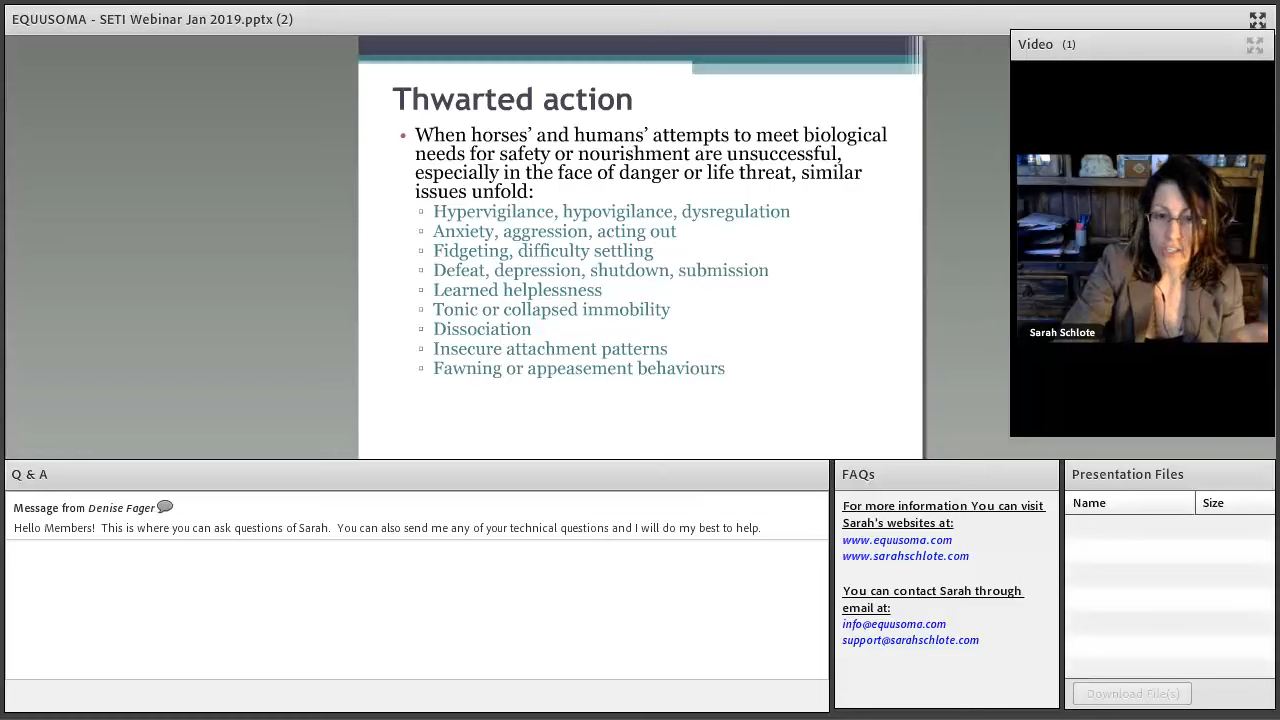 EQUUSOMA - SETI Webinar Jan 2019.pptx (2)
Video (1)
Thwarted action
• When horses’ and humans’ attempts to meet biological
needs for safety or nourishment are unsuccessful,
especially in the face of danger or life threat, similar
issues unfold:
▫ Hypervigilance, hypovigilance, dysregulation
▫ Anxiety, aggression, acting out
▫ Fidgeting, difficulty settling
▫ Defeat, depression, shutdown, submission
▫ Learned helplessness
▫ Tonic or collapsed immobility
▫ Dissociation
▫ Insecure attachment patterns
▫ Fawning or appeasement behaviours
Sarah Schlote
Q & A
Message from Denise Fager
Hello Members!  This is where you can ask questions of Sarah.  You can also send me any of your technical questions and I will do my best to help.
FAQs
For more information You can visit
Sarah's websites at:
www.equusoma.com
www.sarahschlote.com
You can contact Sarah through
email at:
info@equusoma.com
support@sarahschlote.com
Presentation Files
Name Size
Download File(s)